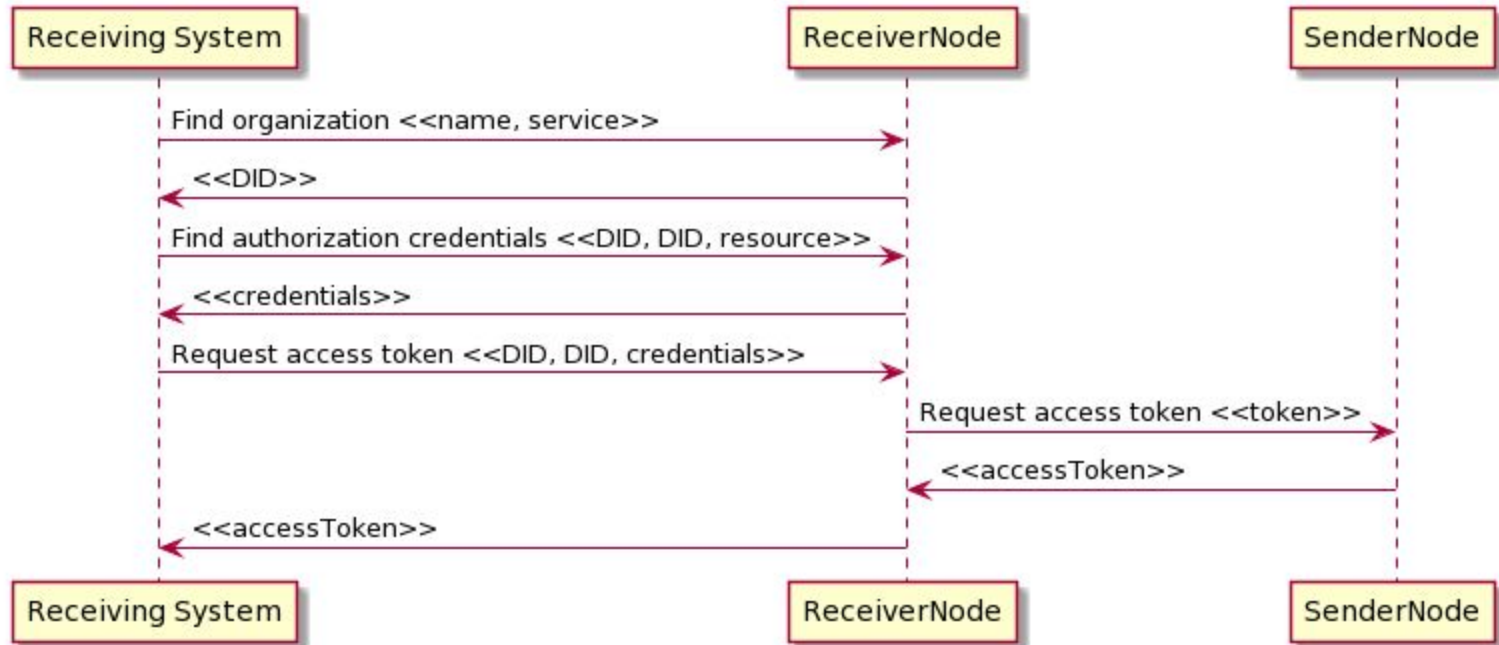 Receiving System
ReceiverNode
SenderNode
Find organization <<name, service>>
<<DID>>
Find authorization credentials <<DID, DID, resource>>
<<credentials>>
Request access token <<DID, DID, credentials>>
Request access token <<token>>
<<accessToken>>
<<accessToken>>
Receiving System
ReceiverNode
SenderNode